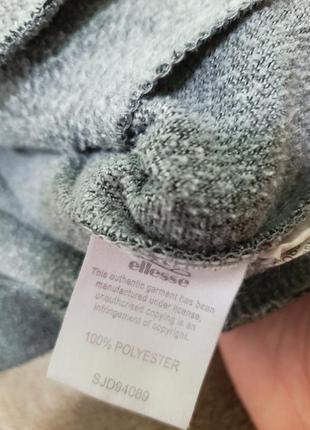 ellesse
This authentic garment has been
manufactured under license,
unauthorised copying is an
infringement of copyright.
100% POLYESTER
SJD94089